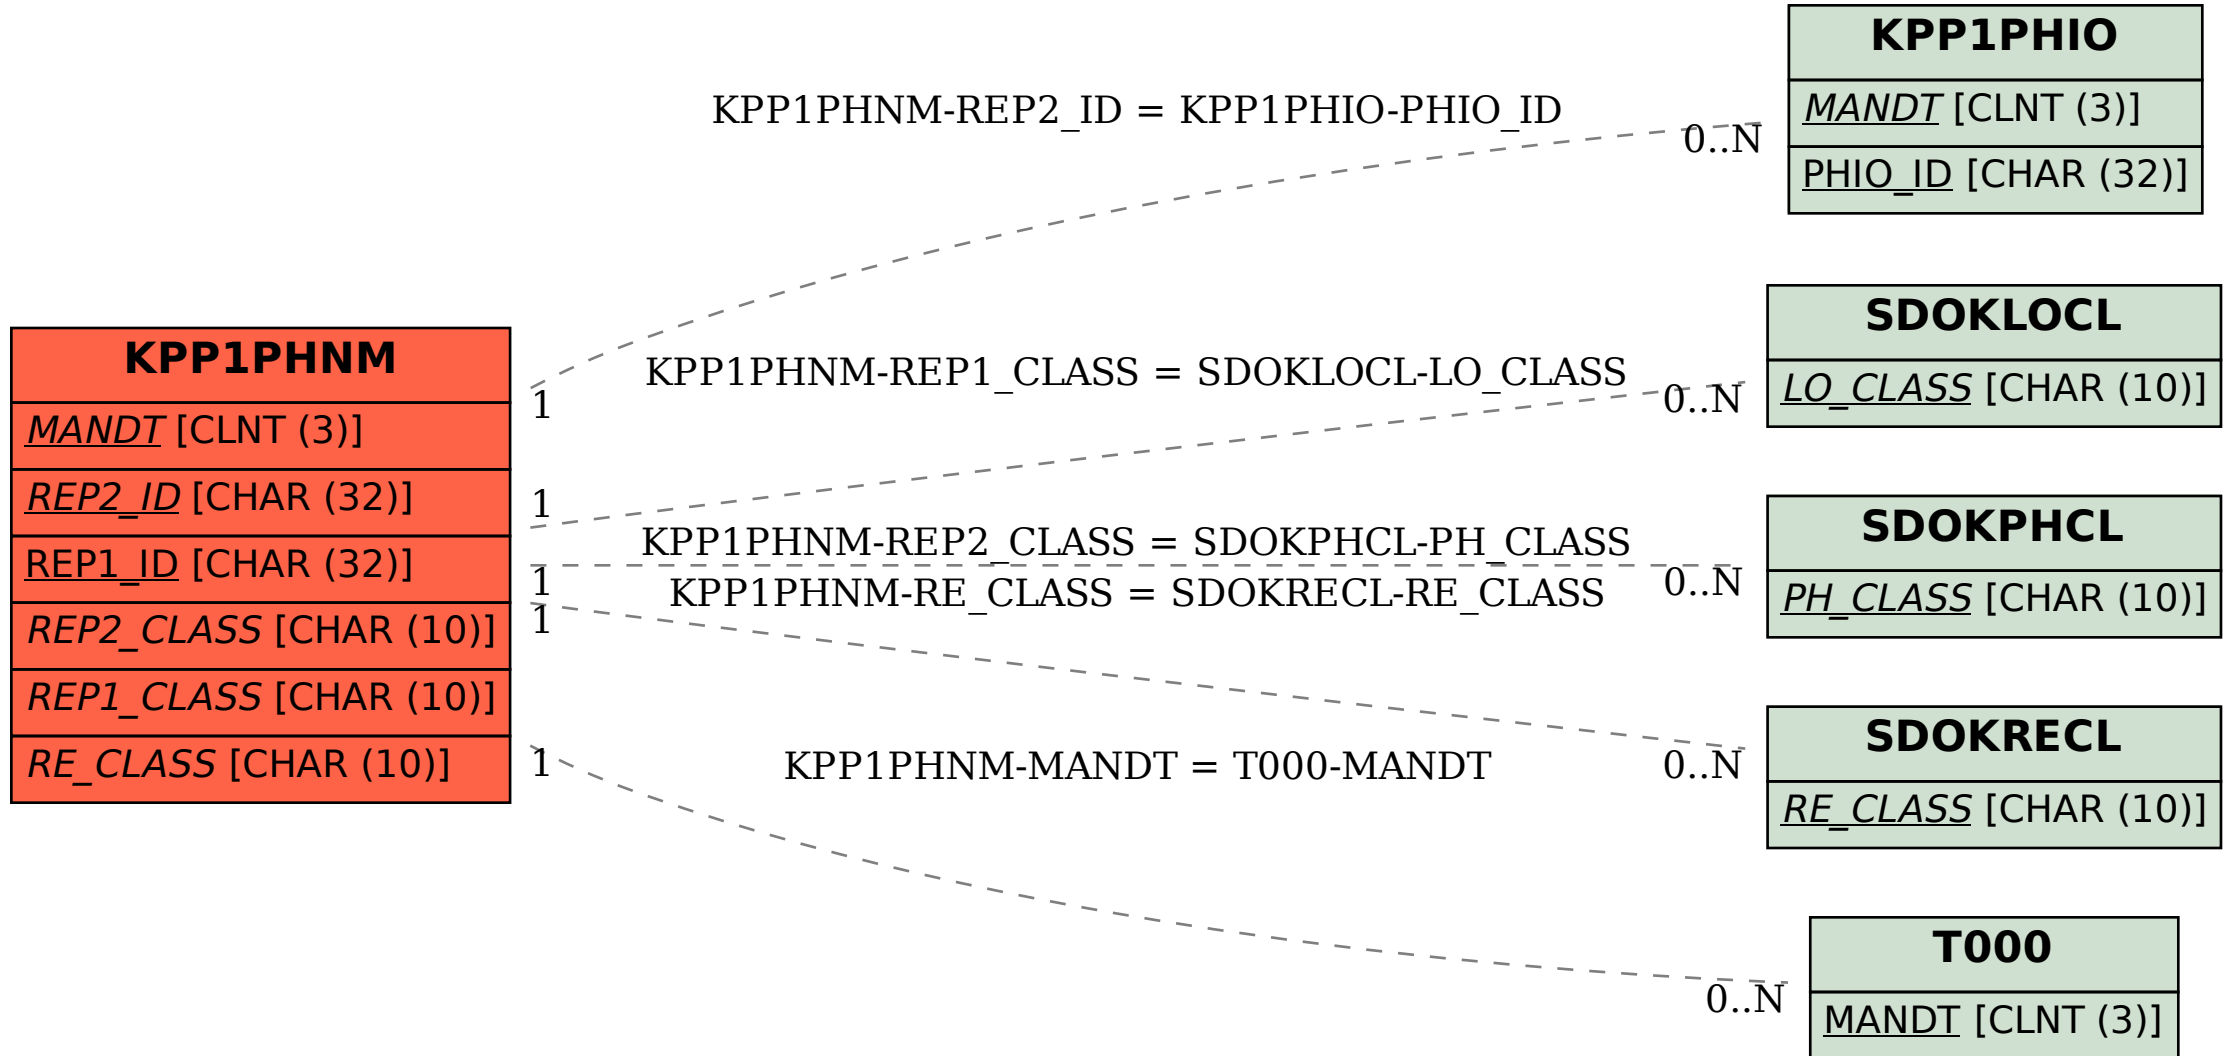 KPP1PHNM
MANDT [CLNT (3)]
REP2_ID [CHAR (32)]
REP1_ID [CHAR (32)]
REP2_CLASS [CHAR (10)]
REP1_CLASS [CHAR (10)]
RE_CLASS [CHAR (10)]
KPP1PHNM-REP2_ID = KPP1PHIO-PHIO_ID
1
0..N
KPP1PHNM-REP1_CLASS = SDOKLOCL-LO_CLASS
1
0..N
KPP1PHNM-REP2_CLASS = SDOKPHCL-PH_CLASS
1
0..N
KPP1PHNM-RE_CLASS = SDOKRECL-RE_CLASS
1
0..N
KPP1PHNM-MANDT = T000-MANDT
1
0..N
KPP1PHIO
MANDT [CLNT (3)]
PHIO_ID [CHAR (32)]
SDOKLOCL
LO_CLASS [CHAR (10)]
SDOKPHCL
PH_CLASS [CHAR (10)]
SDOKRECL
RE_CLASS [CHAR (10)]
T000
MANDT [CLNT (3)]